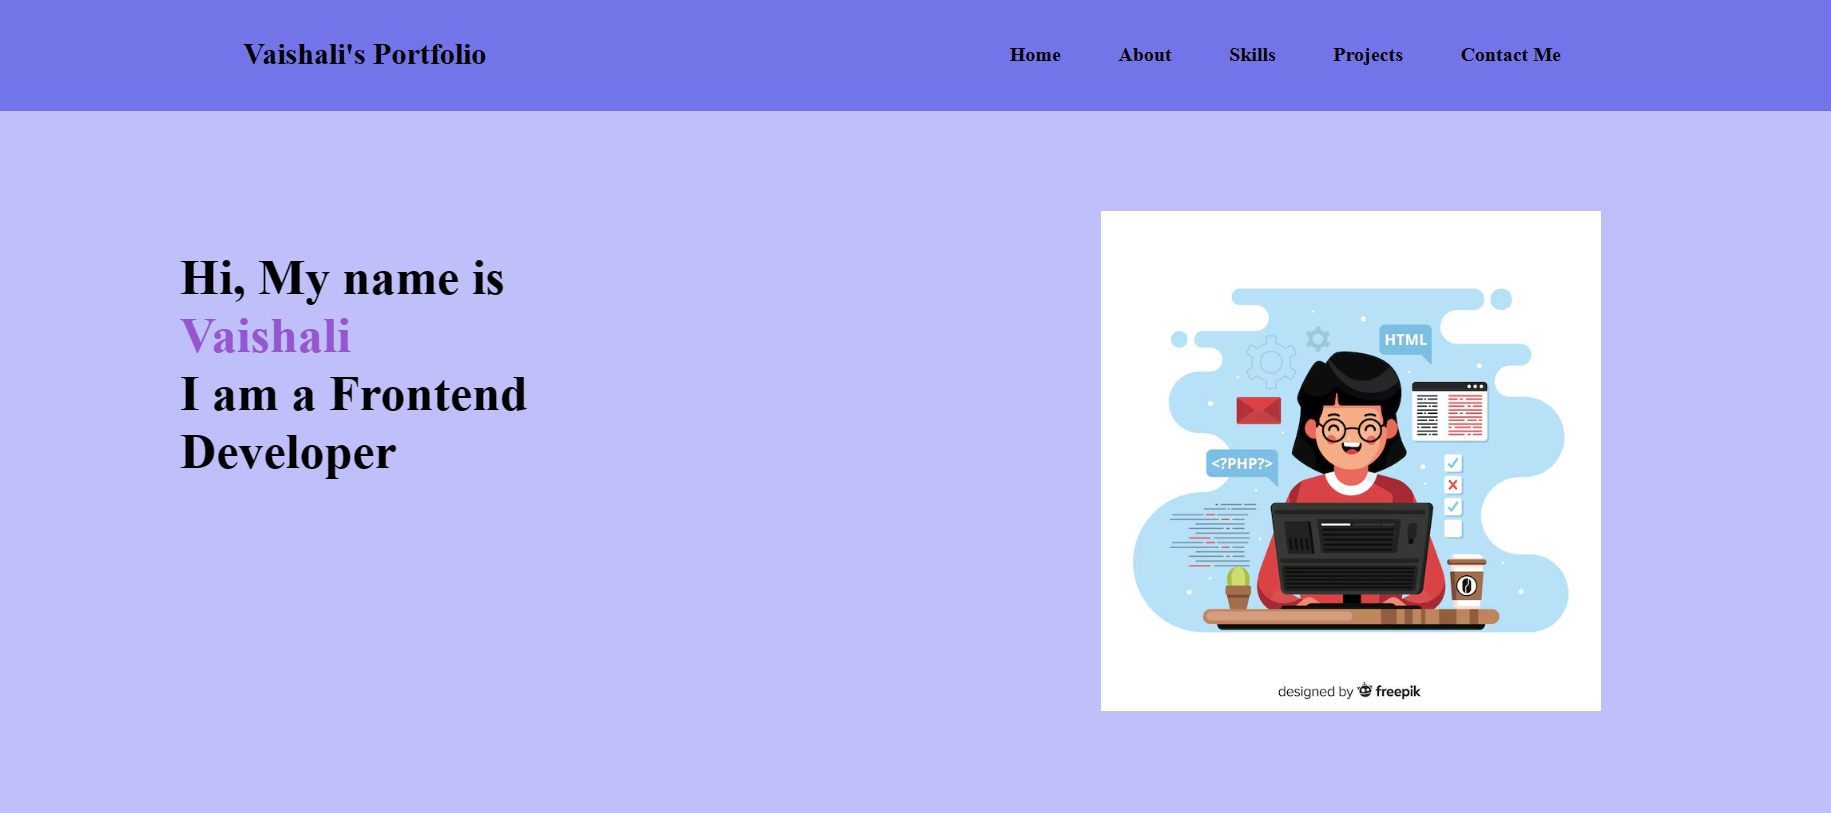 Vaishali's Portfolio
Home About Skills Projects Contact Me
Hi, My name is
Vaishali
I am a Frontend
Developer
HTML
<?PHP?>
designed by freepik